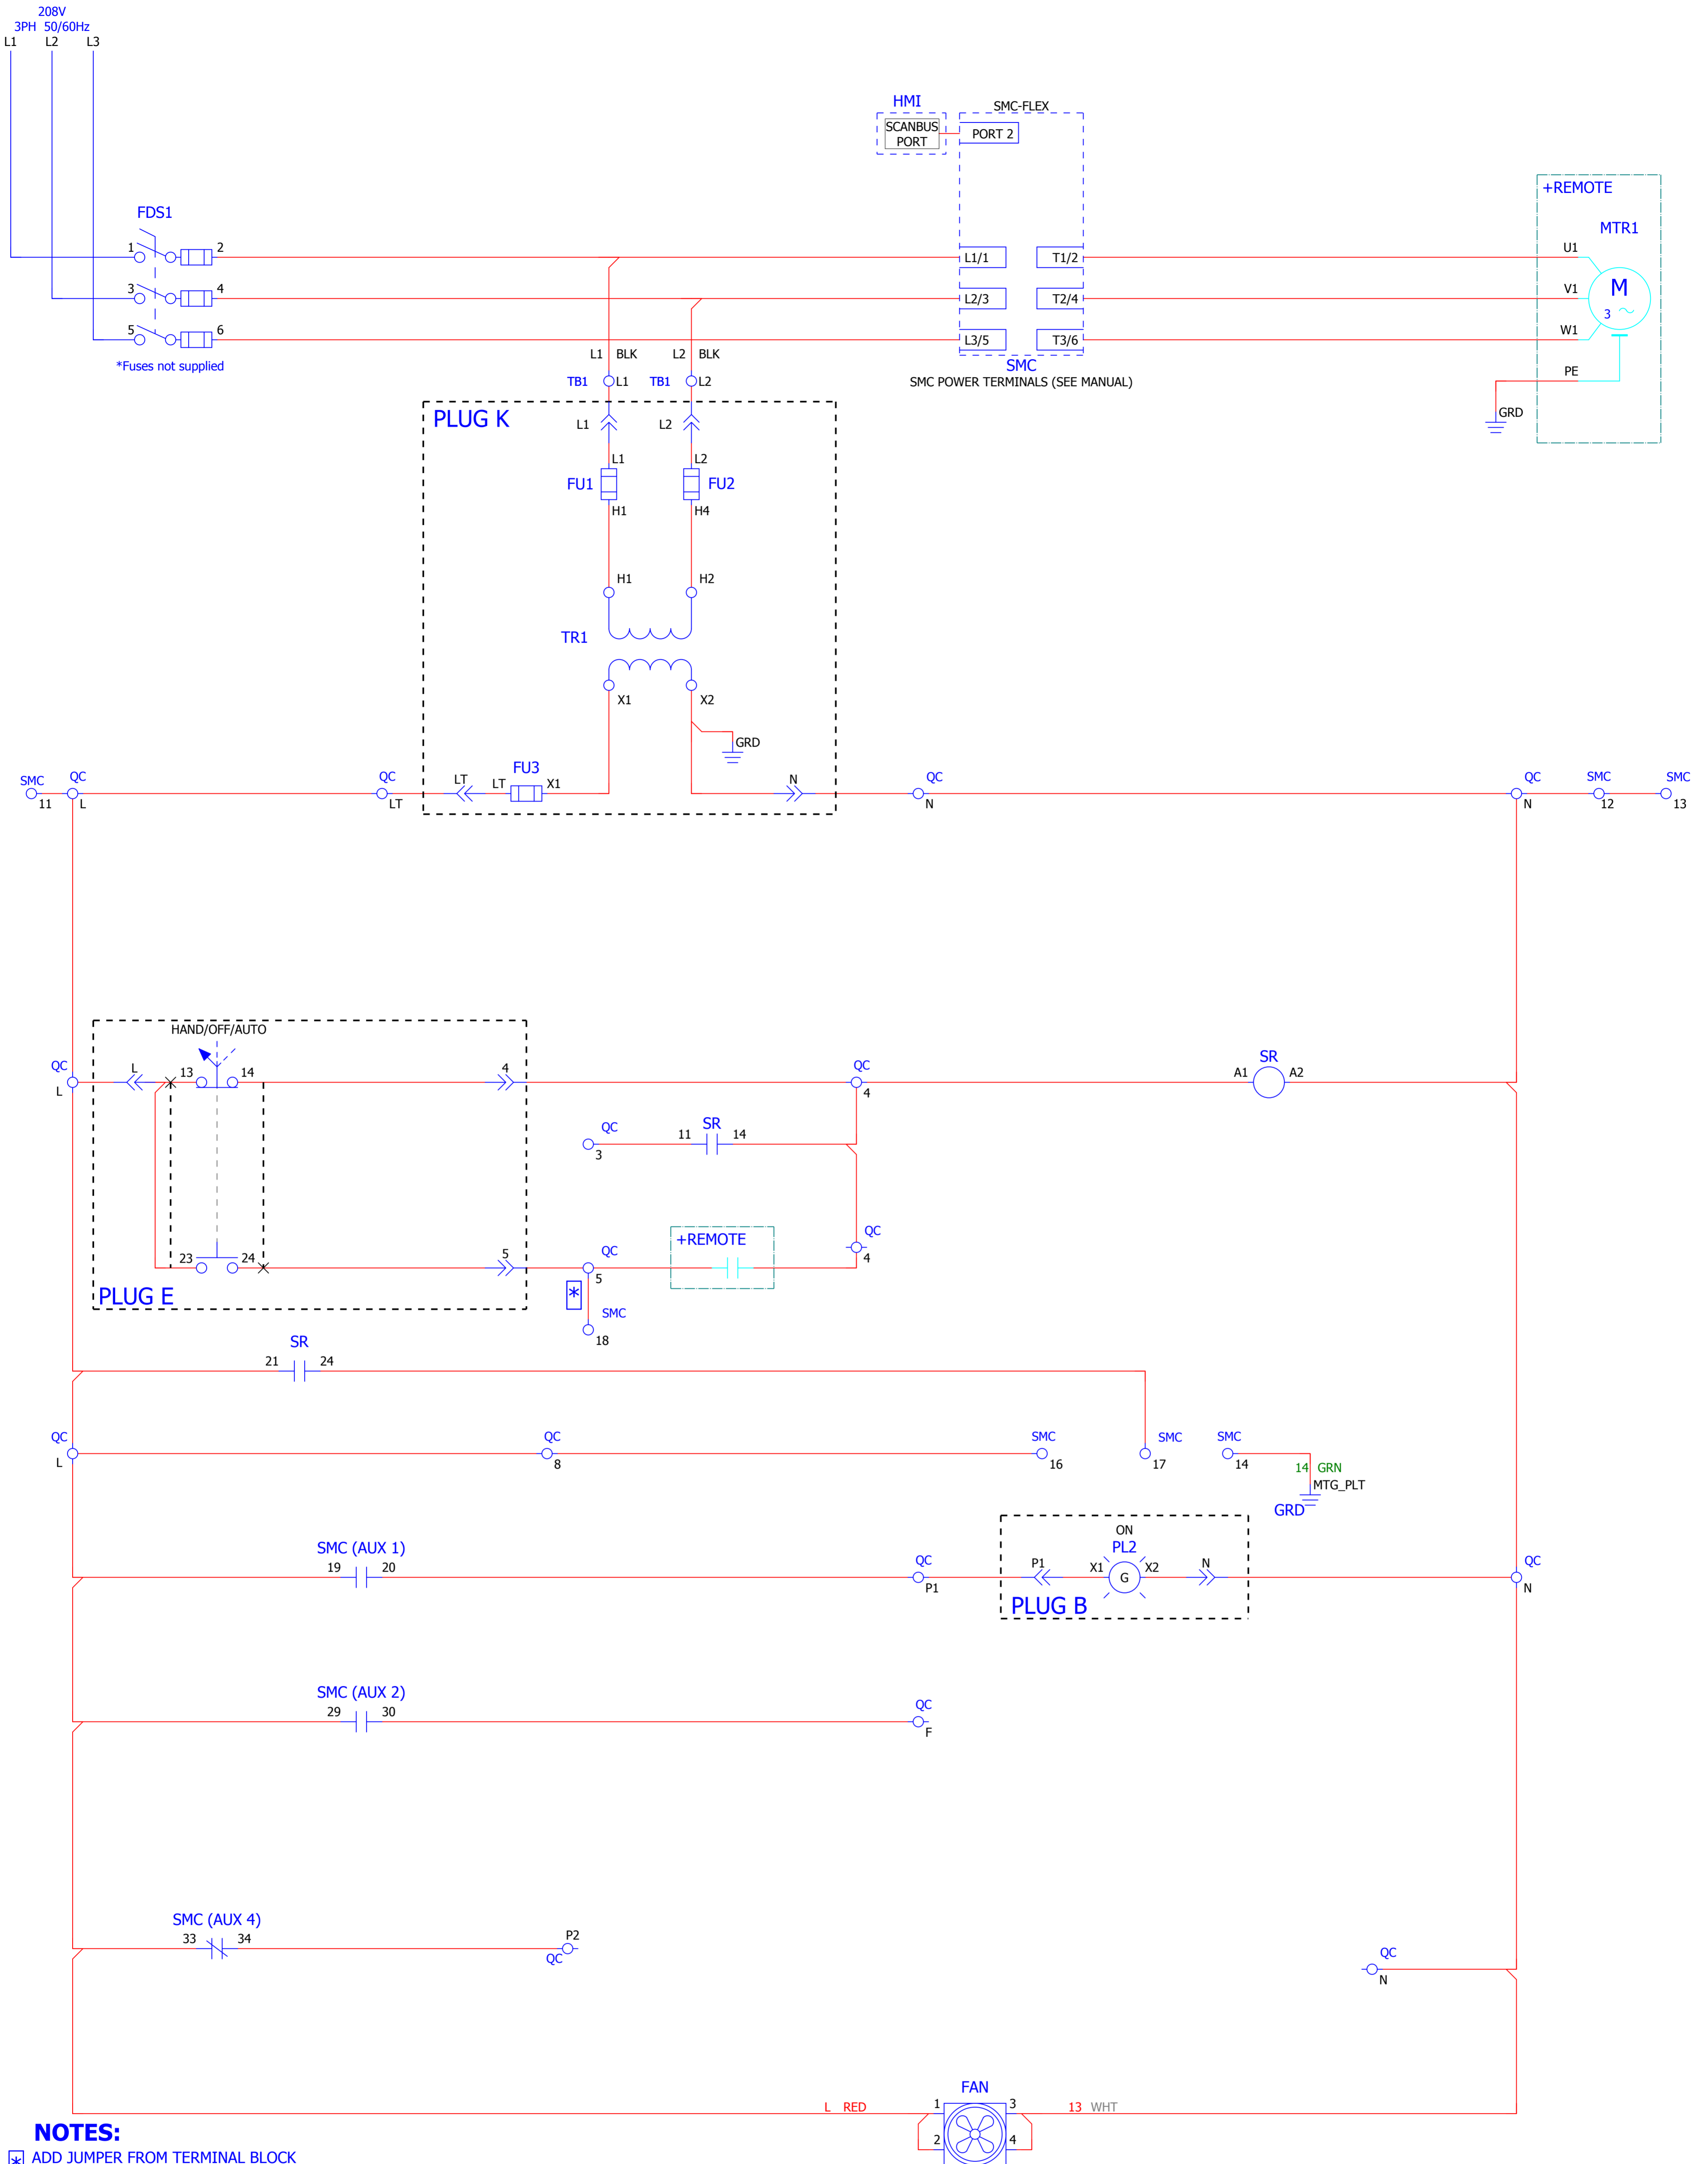 208V
3PH 50/60Hz
L1 L2 L3
HMI
SCANBUS
PORT
SMC-FLEX
PORT 2
+REMOTE
MTR1
FDS1
1 2
L1/1 T1/2
U1
3 4
L2/3 T2/4
V1
M
3
5 6
L3/5 T3/6
W1
*Fuses not supplied
L1 BLK L2 BLK
SMC
SMC POWER TERMINALS (SEE MANUAL)
PE
GRD
TB1 L1 TB1 L2
PLUG K
L1 L2
L1 L2
FU1 FU2
H1 H4
H1 H2
TR1
X1 X2
GRD
SMC QC QC LT LT FU3 X1 N QC QC SMC SMC
11 L LT N N 12 13
HAND/OFF/AUTO
QC L 13 14 4 QC SR
L 4 A1 A2
QC 11 SR 14
3
QC
4
+REMOTE
23 24 5 QC
5
PLUG E
*
SMC
18
SR
21 24
QC QC SMC SMC SMC
L 8 16 17 14
14 GRN
MTG_PLT
GRD
ON
PL2
SMC (AUX 1)
19 20 QC P1 X1 G X2 N QC
P1 N
PLUG B
SMC (AUX 2)
29 30 QC
F
SMC (AUX 4)
33 34 P2
QC
QC
N
FAN
L RED 1 3 13 WHT
2 4
NOTES:
* ADD JUMPER FROM TERMINAL BLOCK